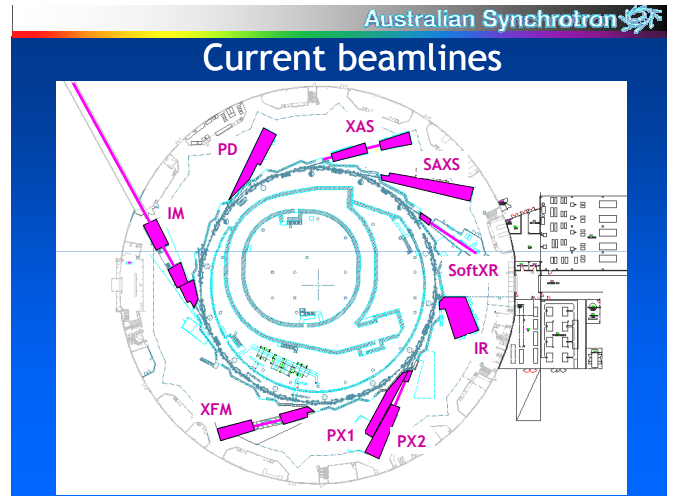 Australian Synchrotron
Current beamlines
XAS
PD
SAXS
IM
SoftXR
IR
XFM
PX1
PX2